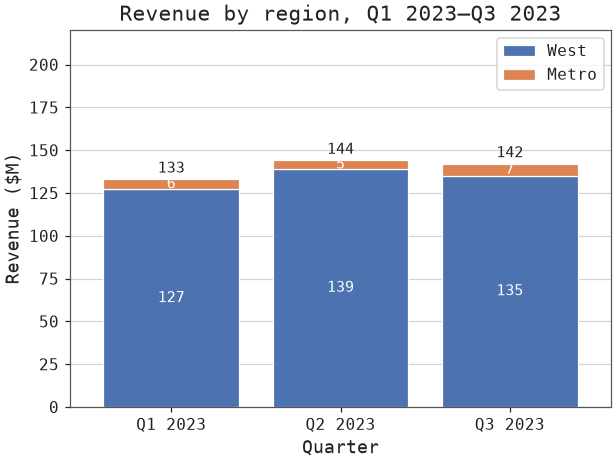 Revenue by region, Q1 2023–Q3 2023
West
Metro
Revenue ($M)
200
175
150
125
100
75
50
25
0
133
6
127
144
5
139
142
7
135
Q1 2023
Q2 2023
Q3 2023
Quarter